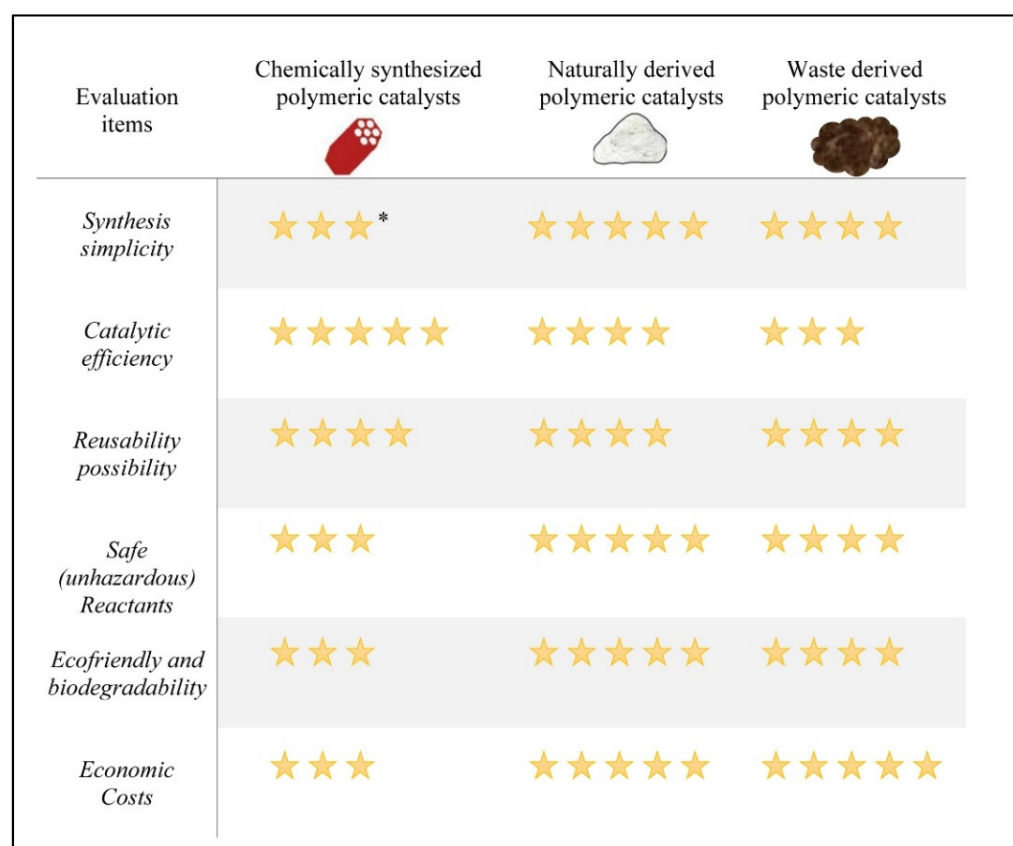 Evaluation
items
Chemically synthesized
polymeric catalysts
Naturally derived
polymeric catalysts
Waste derived
polymeric catalysts
Synthesis
simplicity
*
Catalytic
efficiency
Reusability
possibility
Safe
(unhazardous)
Reactants
Ecofriendly and
biodegradability
Economic
Costs